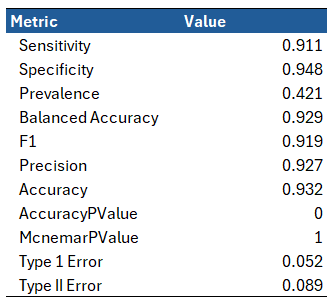 Metric Value
Sensitivity 0.911
Specificity 0.948
Prevalence 0.421
Balanced Accuracy 0.929
F1 0.919
Precision 0.927
Accuracy 0.932
AccuracyPValue 0
McnemarPValue 1
Type 1 Error 0.052
Type II Error 0.089